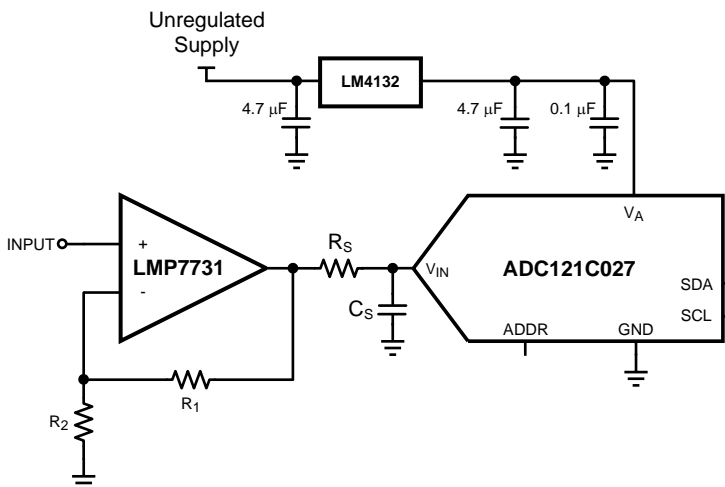 Unregulated
Supply
LM4132
4.7 µF
4.7 µF
0.1 µF
INPUT
+
-
LMP7731
RS
CS
R1
R2
VIN
VA
ADC121C027
SDA
SCL
ADDR
GND